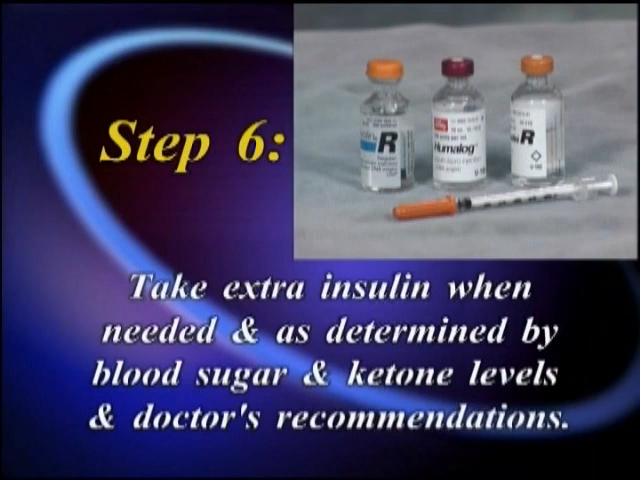 Step 6:
R
Humalog
R
Take extra insulin when
needed & as determined by
blood sugar & ketone levels
& doctor's recommendations.